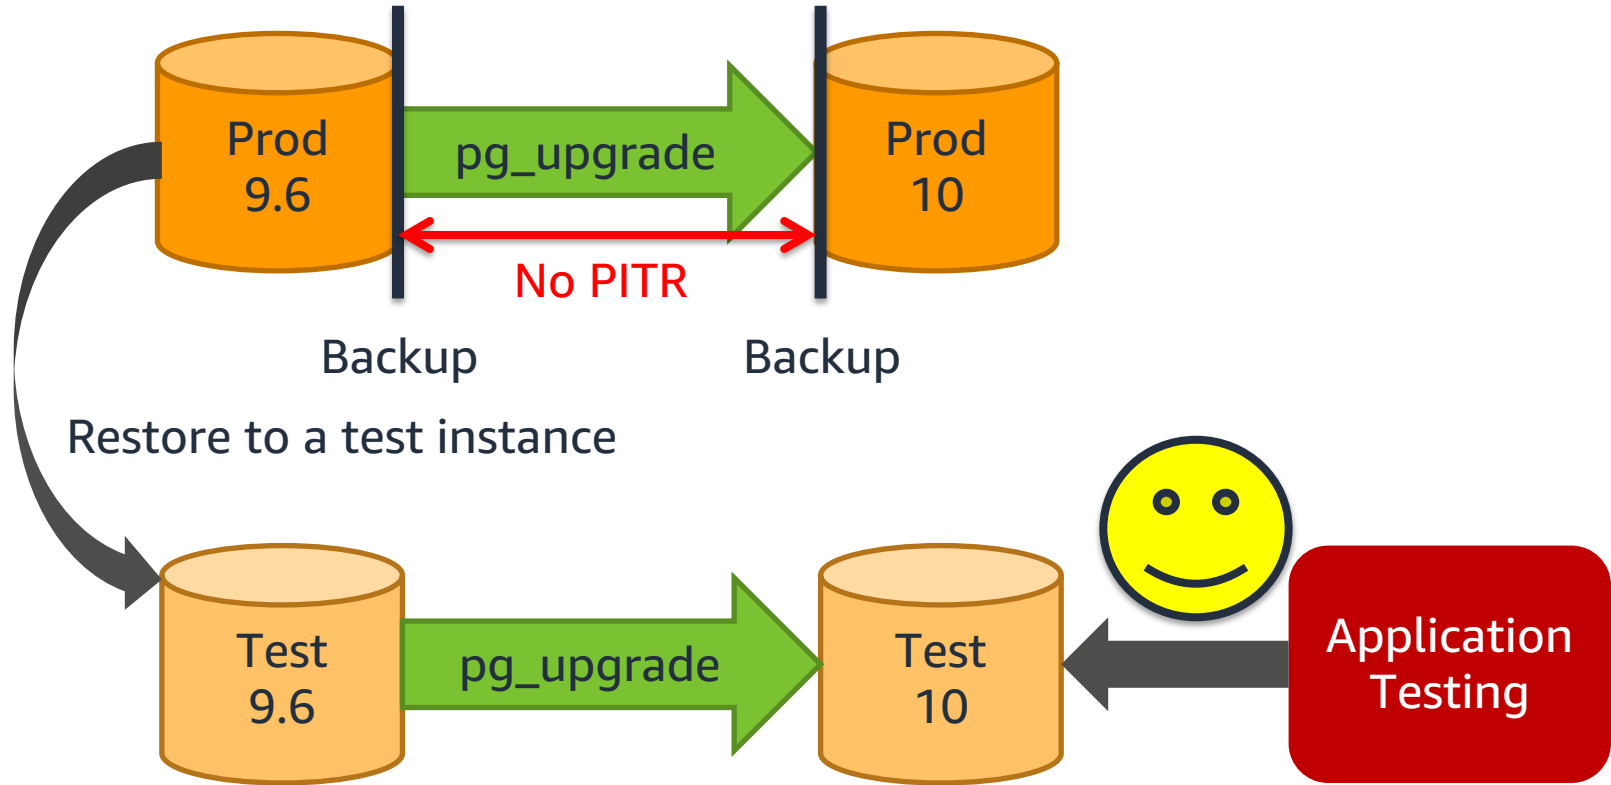 Prod
9.6
pg_upgrade
Prod
10
No PITR
Backup
Backup
Restore to a test instance
Test
9.6
pg_upgrade
Test
10
Application
Testing